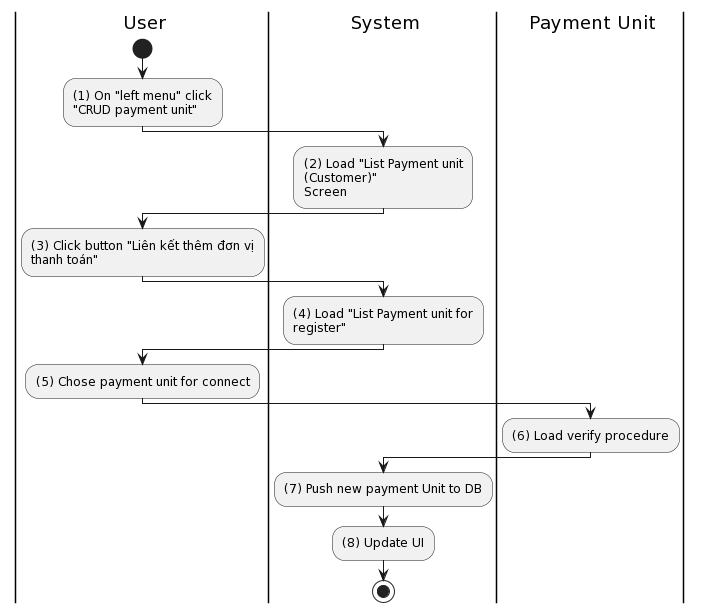 User
System
Payment Unit
(1) On "left menu" click
"CRUD payment unit"
(2) Load "List Payment unit
(Customer)"
Screen
(3) Click button "Liên kết thêm đơn vị
thanh toán"
(4) Load "List Payment unit for
register"
(5) Chose payment unit for connect
(6) Load verify procedure
(7) Push new payment Unit to DB
(8) Update UI